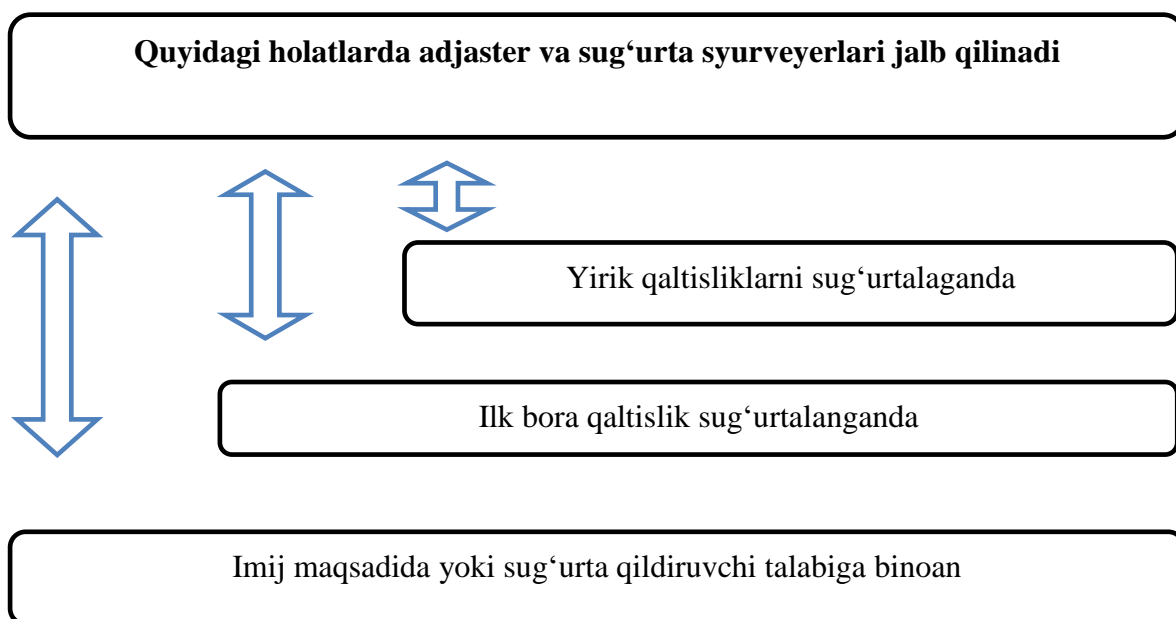 Quyidagi holatlarda adjaster va sug‘urta syurveyerlari jalb qilinadi
Yirik qaltisliklarni sug‘urtalaganda
Ilk bora qaltislik sug‘urtalanganda
Imij maqsadida yoki sug‘urta qildiruvchi talabiga binoan